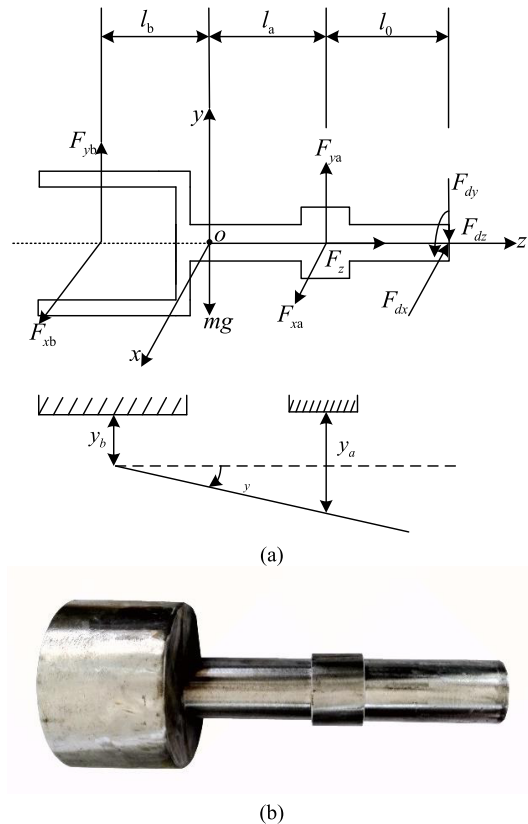 l_b l_a l_0
y
F_yb
F_ya
F_dy
o
F_z
F_dz
z
F_xb
mg
F_xa
F_dx
x
y_b
y_a
y
(a)
(b)